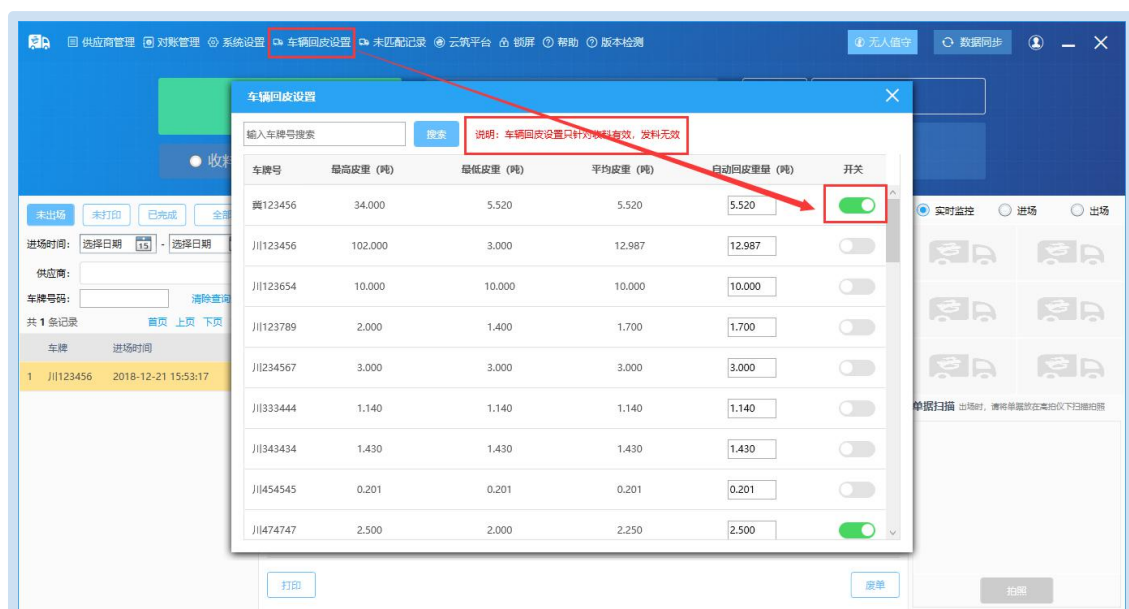 供应商管理 对账管理 系统设置 车辆回皮设置 未匹配记录 云筑平台 锁屏 帮助 版本检测 无人值守 数据同步
车辆回皮设置
输入车牌号搜索 搜索 说明：车辆回皮设置只针对收料有效，发料无效
收料
车牌号 最高皮重 (吨) 最低皮重 (吨) 平均皮重 (吨) 自动回皮重量 (吨) 开关
冀123456 34.000 5.520 5.520 5.520
川123456 102.000 3.000 12.987 12.987
川123654 10.000 10.000 10.000 10.000
川123789 2.000 1.400 1.700 1.700
川234567 3.000 3.000 3.000 3.000
川333444 1.140 1.140 1.140 1.140
川343434 1.430 1.430 1.430 1.430
川454545 0.201 0.201 0.201 0.201
川474747 2.500 2.000 2.250 2.500
未出场 未打印 已完成 全部
进场时间: 选择日期 15 - 选择日期
供应商:
车牌号码: 清除查询
共 1 条记录 首页 上页 下页
车牌 进场时间
1 川123456 2018-12-21 15:53:17
实时监控 进场 出场
单据扫描 出场时，请将单据放在高拍仪下扫描拍照
打印 废单 拍照